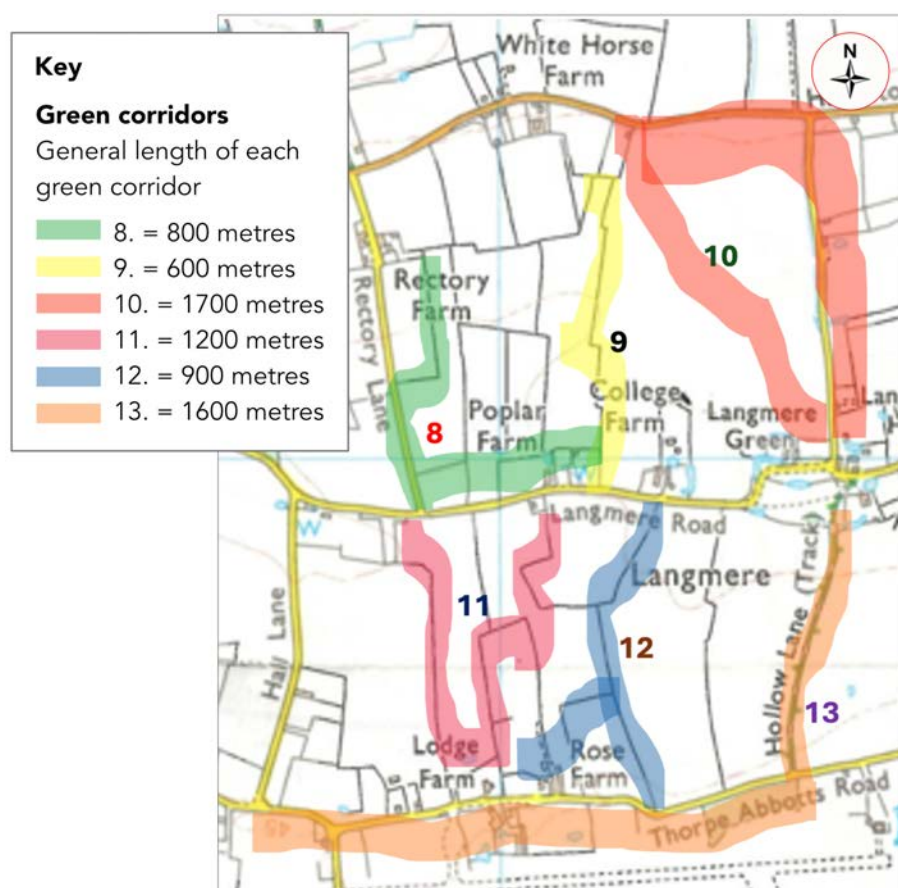 Key
Green corridors
General length of each
green corridor
8. = 800 metres
9. = 600 metres
10. = 1700 metres
11. = 1200 metres
12. = 900 metres
13. = 1600 metres
N
White Horse
Farm
10
Rectory
Farm
Rectory Lane
9
College
Farm
Poplar
Farm
8
Langmere
Green
Lan
W
Langmere Road
Langmere
Hollow Lane (Track)
11
12
Hall Lane
13
Lodge
Farm
Rose
Farm
Thorpe Abbotts Road
45